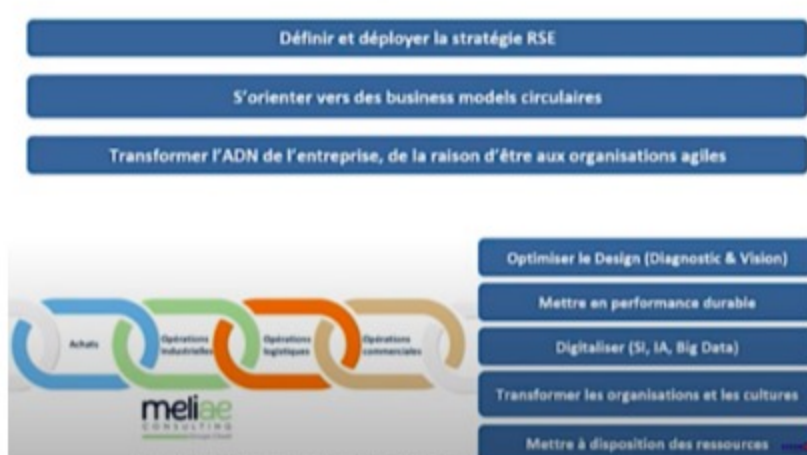 Définir et déployer la stratégie RSE
S'orienter vers des business models circulaires
Transformer l'ADN de l'entreprise, de la raison d'être aux organisations agiles
Optimiser le Design (Diagnostic & Vision)
Mettre en performance durable
Digitaliser (SI, IA, Big Data)
Transformer les organisations et les cultures
Mettre à disposition des ressources
Achats
Opérations
industrielles
Opérations
logistiques
Opérations
commerciales
meliae
CONSULTING